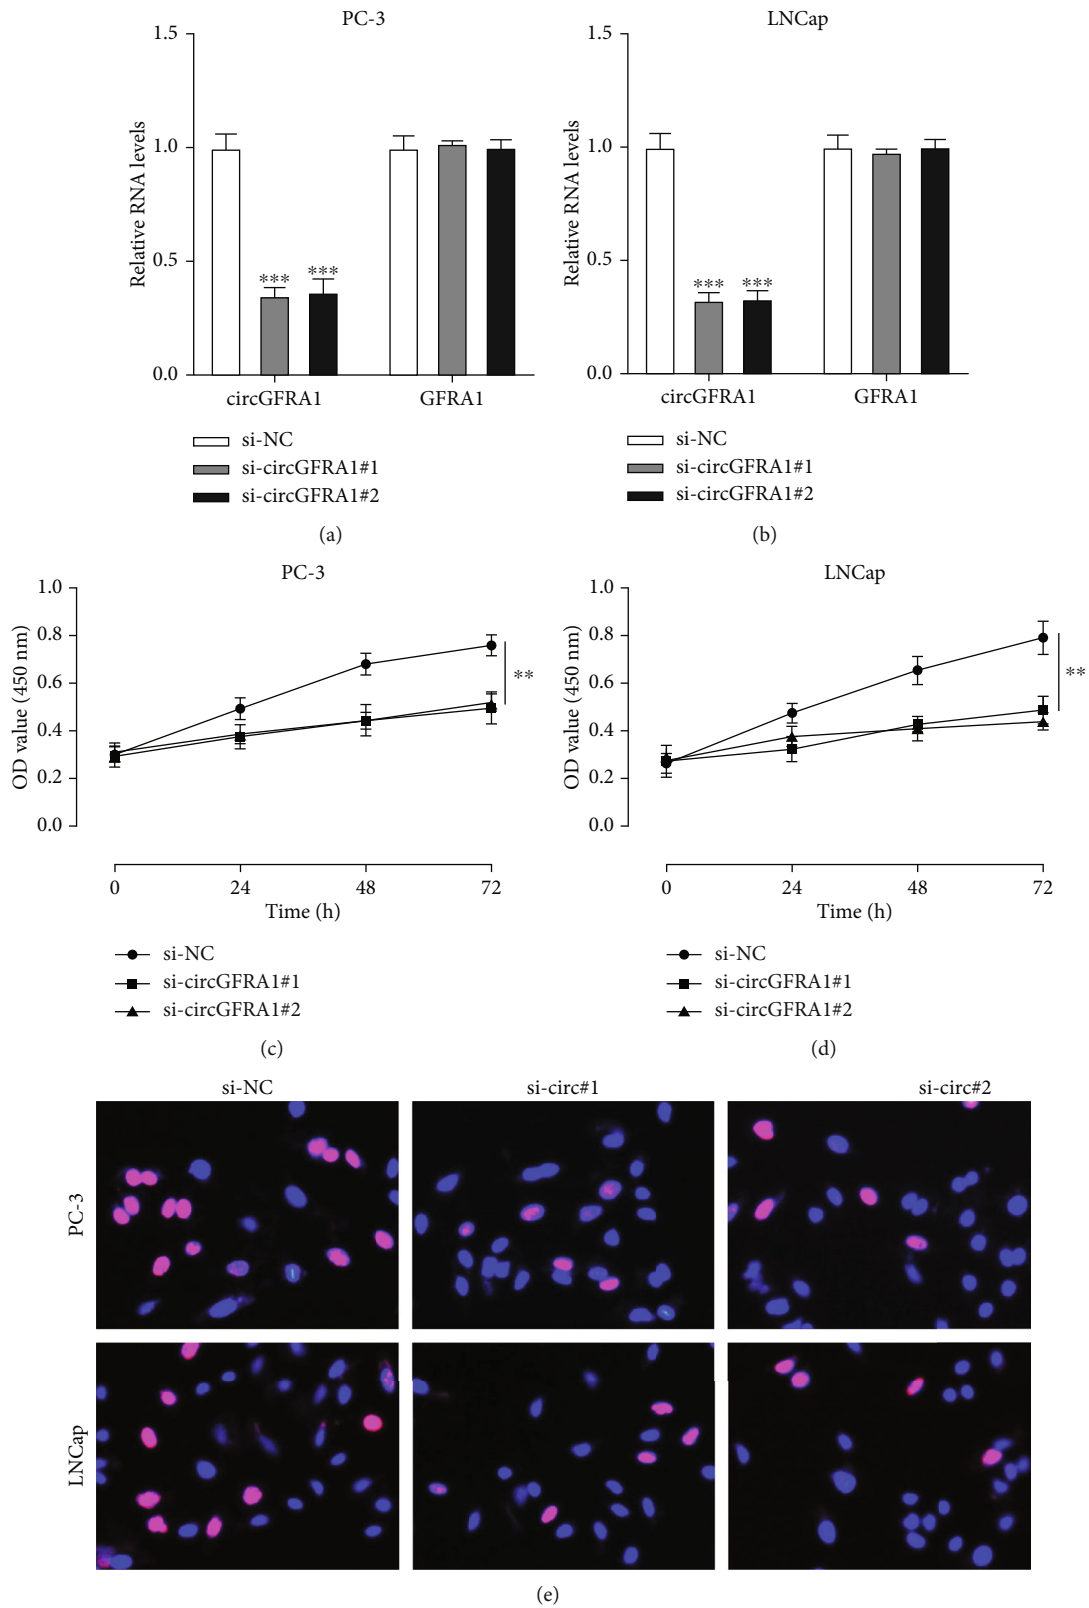 PC-3
LNCap
Relative RNA levels
1.5
1.0
0.5
0.0
***
***
circGFRA1
GFRA1
si-NC
si-circGFRA1#1
si-circGFRA1#2
(a)
Relative RNA levels
1.5
1.0
0.5
0.0
***
***
circGFRA1
GFRA1
si-NC
si-circGFRA1#1
si-circGFRA1#2
(b)
PC-3
OD value (450 nm)
1.0
0.8
0.6
0.4
0.2
0.0
**
0 24 48 72
Time (h)
si-NC
si-circGFRA1#1
si-circGFRA1#2
(c)
LNCap
OD value (450 nm)
1.0
0.8
0.6
0.4
0.2
0.0
**
0 24 48 72
Time (h)
si-NC
si-circGFRA1#1
si-circGFRA1#2
(d)
si-NC si-circ#1 si-circ#2
PC-3
LNCap
(e)